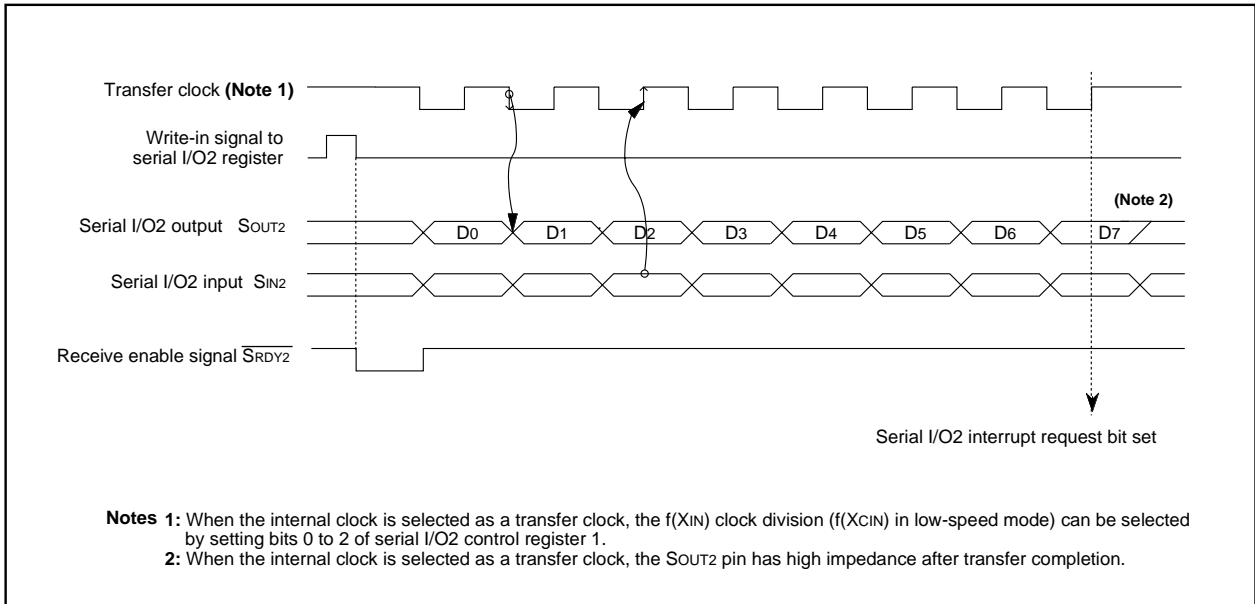 Transfer clock (Note 1)
Write-in signal to
serial I/O2 register
(Note 2)
Serial I/O2 output SOUT2
D0 D1 D2 D3 D4 D5 D6 D7
Serial I/O2 input SIN2
Receive enable signal SRDY2
Serial I/O2 interrupt request bit set
Notes 1: When the internal clock is selected as a transfer clock, the f(XIN) clock division (f(XCIN) in low-speed mode) can be selected
by setting bits 0 to 2 of serial I/O2 control register 1.
2: When the internal clock is selected as a transfer clock, the SOUT2 pin has high impedance after transfer completion.